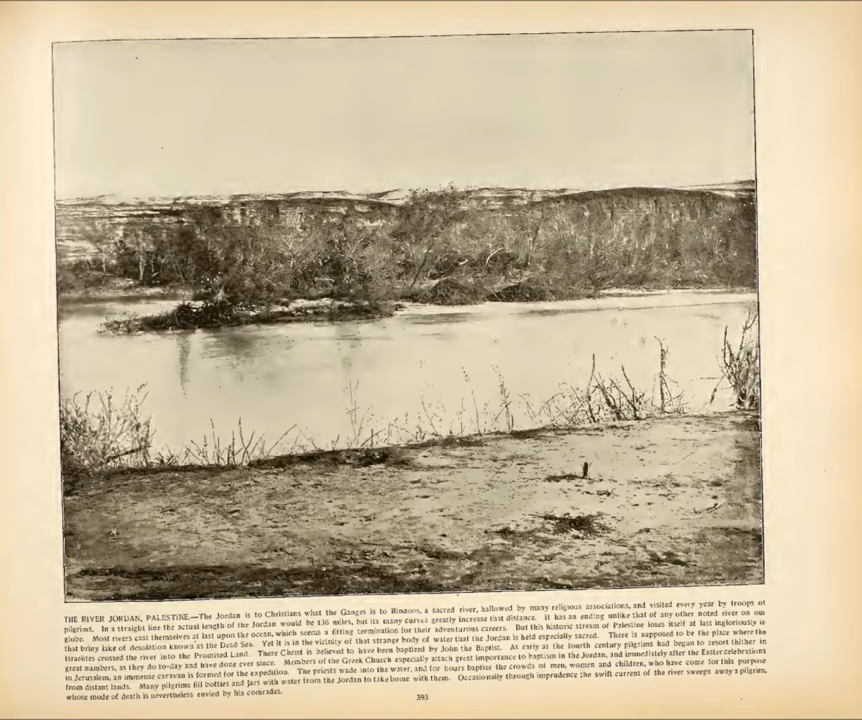 THE RIVER JORDAN, PALESTINE.—The Jordan is to Christians what the Ganges is to Hindoos, a sacred river, hallowed by many religious associations, and visited every year by troops of
pilgrims. In a straight line the actual length of the Jordan would be 136 miles, but its many curves greatly increase that distance. It has an ending unlike that of any other noted river on our
globe. Most rivers cast themselves at last upon the ocean, which seems a fitting termination for their adventurous careers. But this historic stream of Palestine loses itself at last ingloriously in
that briny lake of desolation known as the Dead Sea. Yet it is in the vicinity of that strange body of water that the Jordan is held especially sacred. There is supposed to be the place where the
Israelites crossed the river into the Promised Land. There Christ is believed to have been baptized by John the Baptist. As early as the fourth century pilgrims had begun to resort thither in
great numbers, as they do to-day and have done ever since. Members of the Greek Church especially attach great importance to baptism in the Jordan, and immediately after the Easter celebrations
in Jerusalem, an immense caravan is formed for the expedition. The priests wade into the water, and for hours baptize the crowds of men, women and children, who have come for this purpose
from distant lands. Many pilgrims fill bottles and jars with water from the Jordan to take home with them. Occasionally through imprudence the swift current of the river sweeps away a pilgrim,
whose mode of death is nevertheless envied by his comrades.
393